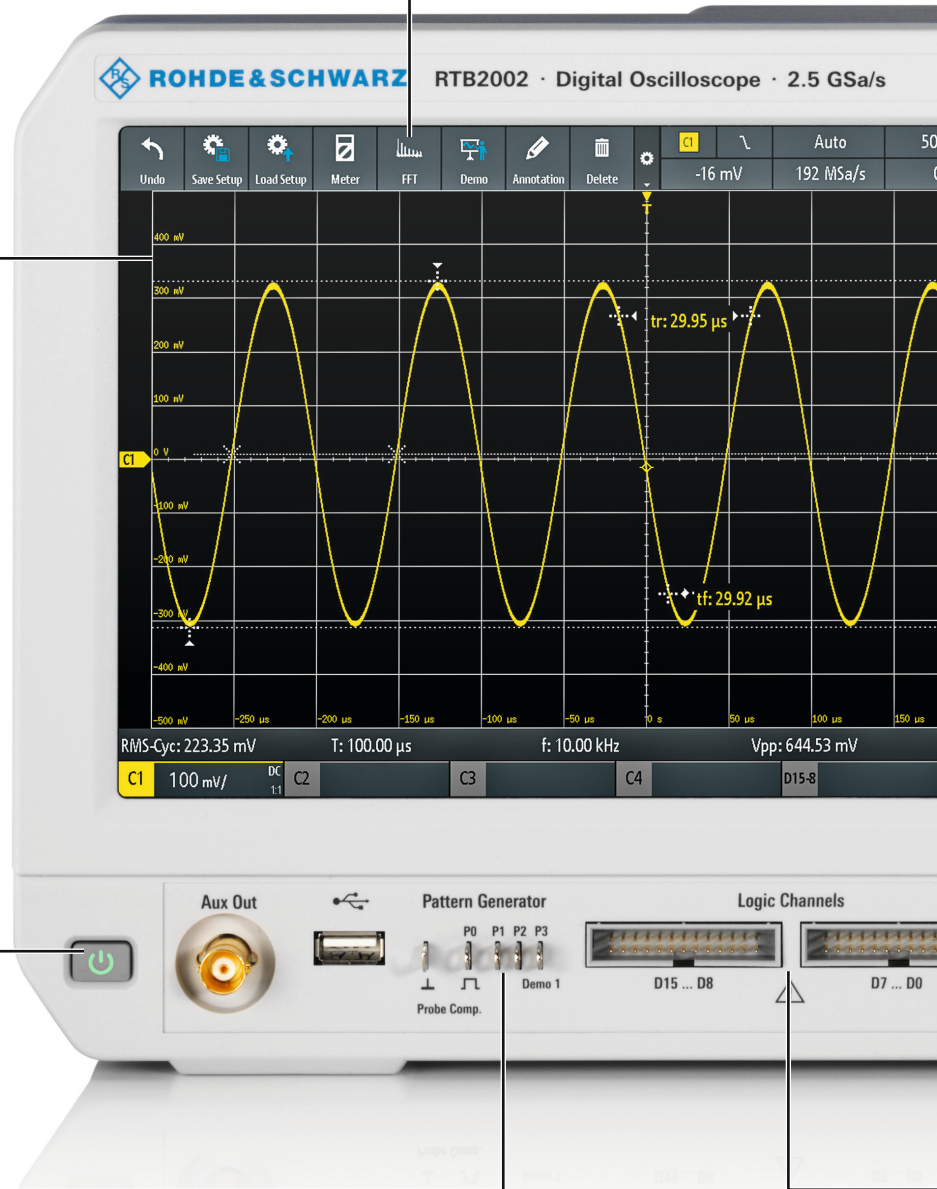 R&S ROHDE&SCHWARZ RTB2002 · Digital Oscilloscope · 2.5 GSa/s
C1 Auto 50
Undo Save Setup Load Setup Meter FFT Demo Annotation Delete -16 mV 192 MSa/s
T
400 mV
300 mV
tr: 29.95 µs
200 mV
100 mV
C1 0 V
-100 mV
-200 mV
tf: 29.92 µs
-300 mV
-400 mV
-500 mV -250 µs -200 µs -150 µs -100 µs -50 µs 0 s 50 µs 100 µs 150 µs
RMS-Cyc: 223.35 mV T: 100.00 µs f: 10.00 kHz Vpp: 644.53 mV
C1 100 mV/ DC 1:1 C2 C3 C4 D15-8
Aux Out Pattern Generator Logic Channels
P0 P1 P2 P3
Demo 1 D15 ... D8 D7 ... D0
Probe Comp.